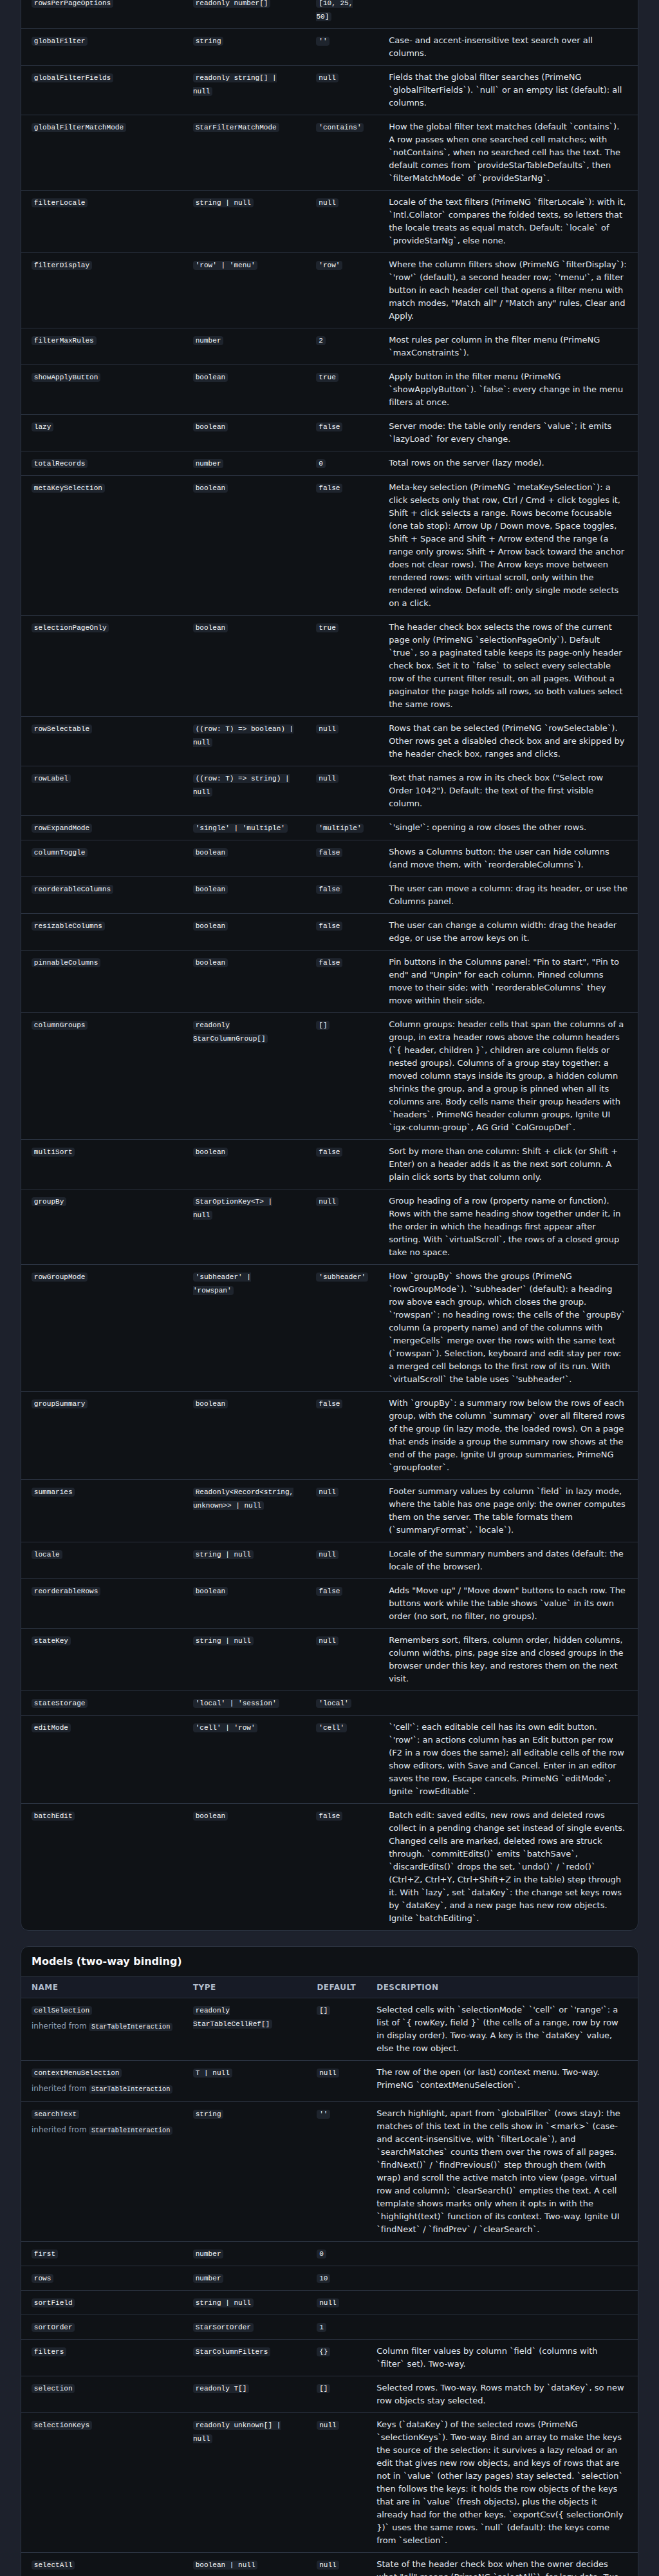 rowsPerPageOptions readonly number[] [10, 25,
50]
globalFilter string '' Case- and accent-insensitive text search over all
columns.
globalFilterFields readonly string[] | null Fields that the global filter searches (PrimeNG
null `globalFilterFields`). `null` or an empty list (default): all
columns.
globalFilterMatchMode StarFilterMatchMode 'contains' How the global filter text matches (default `contains`).
A row passes when one searched cell matches; with
`notContains`, when no searched cell has the text. The
default comes from `provideStarTableDefaults`, then
`filterMatchMode` of `provideStarNg`.
filterLocale string | null null Locale of the text filters (PrimeNG `filterLocale`): with it,
`Intl.Collator` compares the folded texts, so letters that
the locale treats as equal match. Default: `locale` of
`provideStarNg`, else none.
filterDisplay 'row' | 'menu' 'row' Where the column filters show (PrimeNG `filterDisplay`):
`'row'` (default), a second header row; `'menu'`, a filter
button in each header cell that opens a filter menu with
match modes, "Match all" / "Match any" rules, Clear and
Apply.
filterMaxRules number 2 Most rules per column in the filter menu (PrimeNG
`maxConstraints`).
showApplyButton boolean true Apply button in the filter menu (PrimeNG
`showApplyButton`). `false`: every change in the menu
filters at once.
lazy boolean false Server mode: the table only renders `value`; it emits
`lazyLoad` for every change.
totalRecords number 0 Total rows on the server (lazy mode).
metaKeySelection boolean false Meta-key selection (PrimeNG `metaKeySelection`): a
click selects only that row, Ctrl / Cmd + click toggles it,
Shift + click selects a range. Rows become focusable
(one tab stop): Arrow Up / Down move, Space toggles,
Shift + Space and Shift + Arrow extend the range (a
range only grows; Shift + Arrow back toward the anchor
does not clear rows). The Arrow keys move between
rendered rows: with virtual scroll, only within the
rendered window. Default off: only single mode selects
on a click.
selectionPageOnly boolean true The header check box selects the rows of the current
page only (PrimeNG `selectionPageOnly`). Default
`true`, so a paginated table keeps its page-only header
check box. Set it to `false` to select every selectable
row of the current filter result, on all pages. Without a
paginator the page holds all rows, so both values select
the same rows.
rowSelectable ((row: T) => boolean) | null Rows that can be selected (PrimeNG `rowSelectable`).
null Other rows get a disabled check box and are skipped by
the header check box, ranges and clicks.
rowLabel ((row: T) => string) | null Text that names a row in its check box ("Select row
null Order 1042"). Default: the text of the first visible
column.
rowExpandMode 'single' | 'multiple' 'multiple' `'single'`: opening a row closes the other rows.
columnToggle boolean false Shows a Columns button: the user can hide columns
(and move them, with `reorderableColumns`).
reorderableColumns boolean false The user can move a column: drag its header, or use the
Columns panel.
resizableColumns boolean false The user can change a column width: drag the header
edge, or use the arrow keys on it.
pinnableColumns boolean false Pin buttons in the Columns panel: "Pin to start", "Pin to
end" and "Unpin" for each column. Pinned columns
move to their side; with `reorderableColumns` they
move within their side.
columnGroups readonly [] Column groups: header cells that span the columns of a
StarColumnGroup[] group, in extra header rows above the column headers
(`{ header, children }`, children are column fields or
nested groups). Columns of a group stay together: a
moved column stays inside its group, a hidden column
shrinks the group, and a group is pinned when all its
columns are. Body cells name their group headers with
`headers`. PrimeNG header column groups, Ignite UI
`igx-column-group`, AG Grid `ColGroupDef`.
multiSort boolean false Sort by more than one column: Shift + click (or Shift +
Enter) on a header adds it as the next sort column. A
plain click sorts by that column only.
groupBy StarOptionKey<T> | null Group heading of a row (property name or function).
null Rows with the same heading show together under it, in
the order in which the headings first appear after
sorting. With `virtualScroll`, the rows of a closed group
take no space.
rowGroupMode 'subheader' | 'subheader' How `groupBy` shows the groups (PrimeNG
'rowspan' `rowGroupMode`). `'subheader'` (default): a heading
row above each group, which closes the group.
`'rowspan'`: no heading rows; the cells of the `groupBy`
column (a property name) and of the columns with
`mergeCells` merge over the rows with the same text
(`rowspan`). Selection, keyboard and edit stay per row:
a merged cell belongs to the first row of its run. With
`virtualScroll` the table uses `'subheader'`.
groupSummary boolean false With `groupBy`: a summary row below the rows of each
group, with the column `summary` over all filtered rows
of the group (in lazy mode, the loaded rows). On a page
that ends inside a group the summary row shows at the
end of the page. Ignite UI group summaries, PrimeNG
`groupfooter`.
summaries Readonly<Record<string, null Footer summary values by column `field` in lazy mode,
unknown>> | null where the table has one page only: the owner computes
them on the server. The table formats them
(`summaryFormat`, `locale`).
locale string | null null Locale of the summary numbers and dates (default: the
locale of the browser).
reorderableRows boolean false Adds "Move up" / "Move down" buttons to each row. The
buttons work while the table shows `value` in its own
order (no sort, no filter, no groups).
stateKey string | null null Remembers sort, filters, column order, hidden columns,
column widths, pins, page size and closed groups in the
browser under this key, and restores them on the next
visit.
stateStorage 'local' | 'session' 'local'
editMode 'cell' | 'row' 'cell' `'cell'`: each editable cell has its own edit button.
`'row'`: an actions column has an Edit button per row
(F2 in a row does the same); all editable cells of the row
show editors, with Save and Cancel. Enter in an editor
saves the row, Escape cancels. PrimeNG `editMode`,
Ignite `rowEditable`.
batchEdit boolean false Batch edit: saved edits, new rows and deleted rows
collect in a pending change set instead of single events.
Changed cells are marked, deleted rows are struck
through. `commitEdits()` emits `batchSave`,
`discardEdits()` drops the set, `undo()` / `redo()`
(Ctrl+Z, Ctrl+Y, Ctrl+Shift+Z in the table) step through
it. With `lazy`, set `dataKey`: the change set keys rows
by `dataKey`, and a new page has new row objects.
Ignite `batchEditing`.
Models (two-way binding)
NAME TYPE DEFAULT DESCRIPTION
cellSelection readonly [] Selected cells with `selectionMode` `'cell'` or `'range'`: a
inherited from StarTableInteraction StarTableCellRef[] list of `{ rowKey, field }` (the cells of a range, row by row
in display order). Two-way. A key is the `dataKey` value,
else the row object.
contextMenuSelection T | null null The row of the open (or last) context menu. Two-way.
inherited from StarTableInteraction PrimeNG `contextMenuSelection`.
searchText string '' Search highlight, apart from `globalFilter` (rows stay): the
inherited from StarTableInteraction matches of this text in the cells show in `<mark>` (case-
and accent-insensitive, with `filterLocale`), and
`searchMatches` counts them over the rows of all pages.
`findNext()` / `findPrevious()` step through them (with
wrap) and scroll the active match into view (page, virtual
row and column); `clearSearch()` empties the text. A cell
template shows marks only when it opts in with the
`highlight(text)` function of its context. Two-way. Ignite UI
`findNext` / `findPrev` / `clearSearch`.
first number 0
rows number 10
sortField string | null null
sortOrder StarSortOrder 1
filters StarColumnFilters {} Column filter values by column `field` (columns with
`filter` set). Two-way.
selection readonly T[] [] Selected rows. Two-way. Rows match by `dataKey`, so new
row objects stay selected.
selectionKeys readonly unknown[] | null Keys (`dataKey`) of the selected rows (PrimeNG
null `selectionKeys`). Two-way. Bind an array to make the keys
the source of the selection: it survives a lazy reload or an
edit that gives new row objects, and keys of rows that are
not in `value` (other lazy pages) stay selected. `selection`
then follows the keys: it holds the row objects of the keys
that are in `value` (fresh objects), plus the objects it
already had for the other keys. `exportCsv({ selectionOnly
})` uses the same rows. `null` (default): the keys come
from `selection`.
selectAll boolean | null null State of the header check box when the owner decides